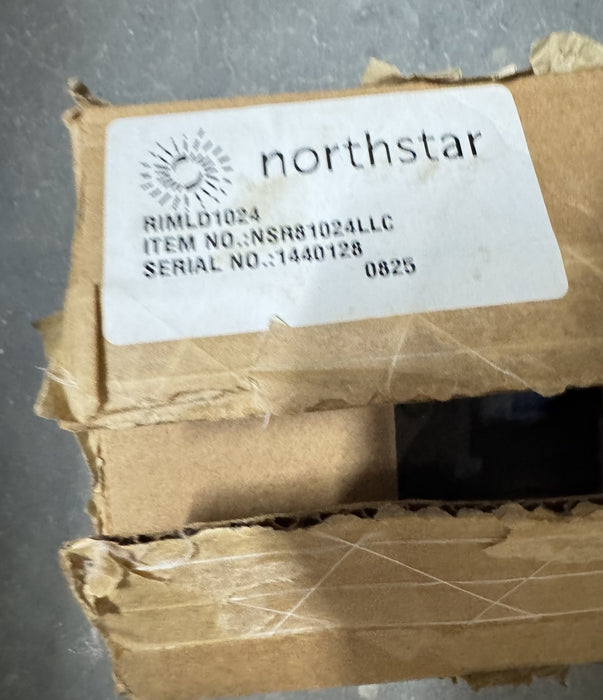 northstar
RIMLD1024
ITEM NO.:NSR81024LLC
SERIAL NO.:1440128
0825